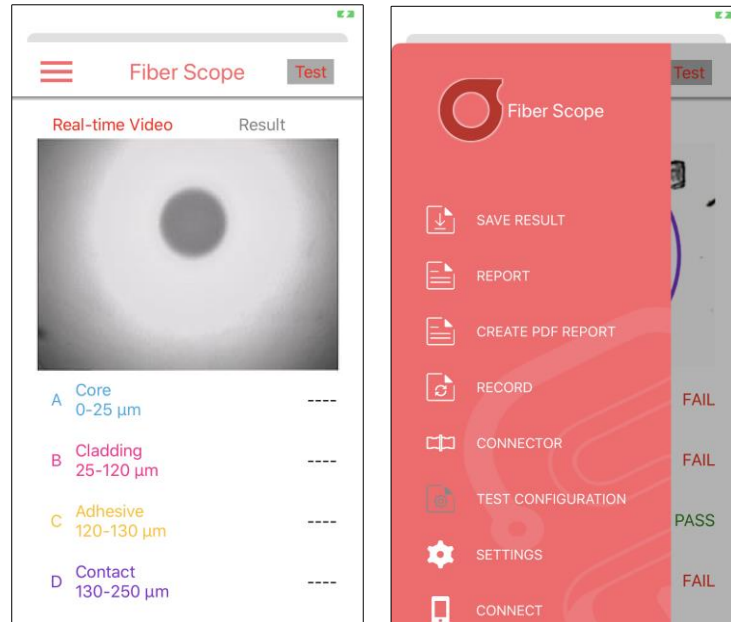 Fiber Scope
Test
Real-time Video
Result
A
Core
0-25 μm
----
B
Cladding
25-120 μm
----
C
Adhesive
120-130 μm
----
D
Contact
130-250 μm
----
Test
Fiber Scope
SAVE RESULT
REPORT
CREATE PDF REPORT
RECORD
FAIL
CONNECTOR
FAIL
TEST CONFIGURATION
PASS
SETTINGS
FAIL
CONNECT